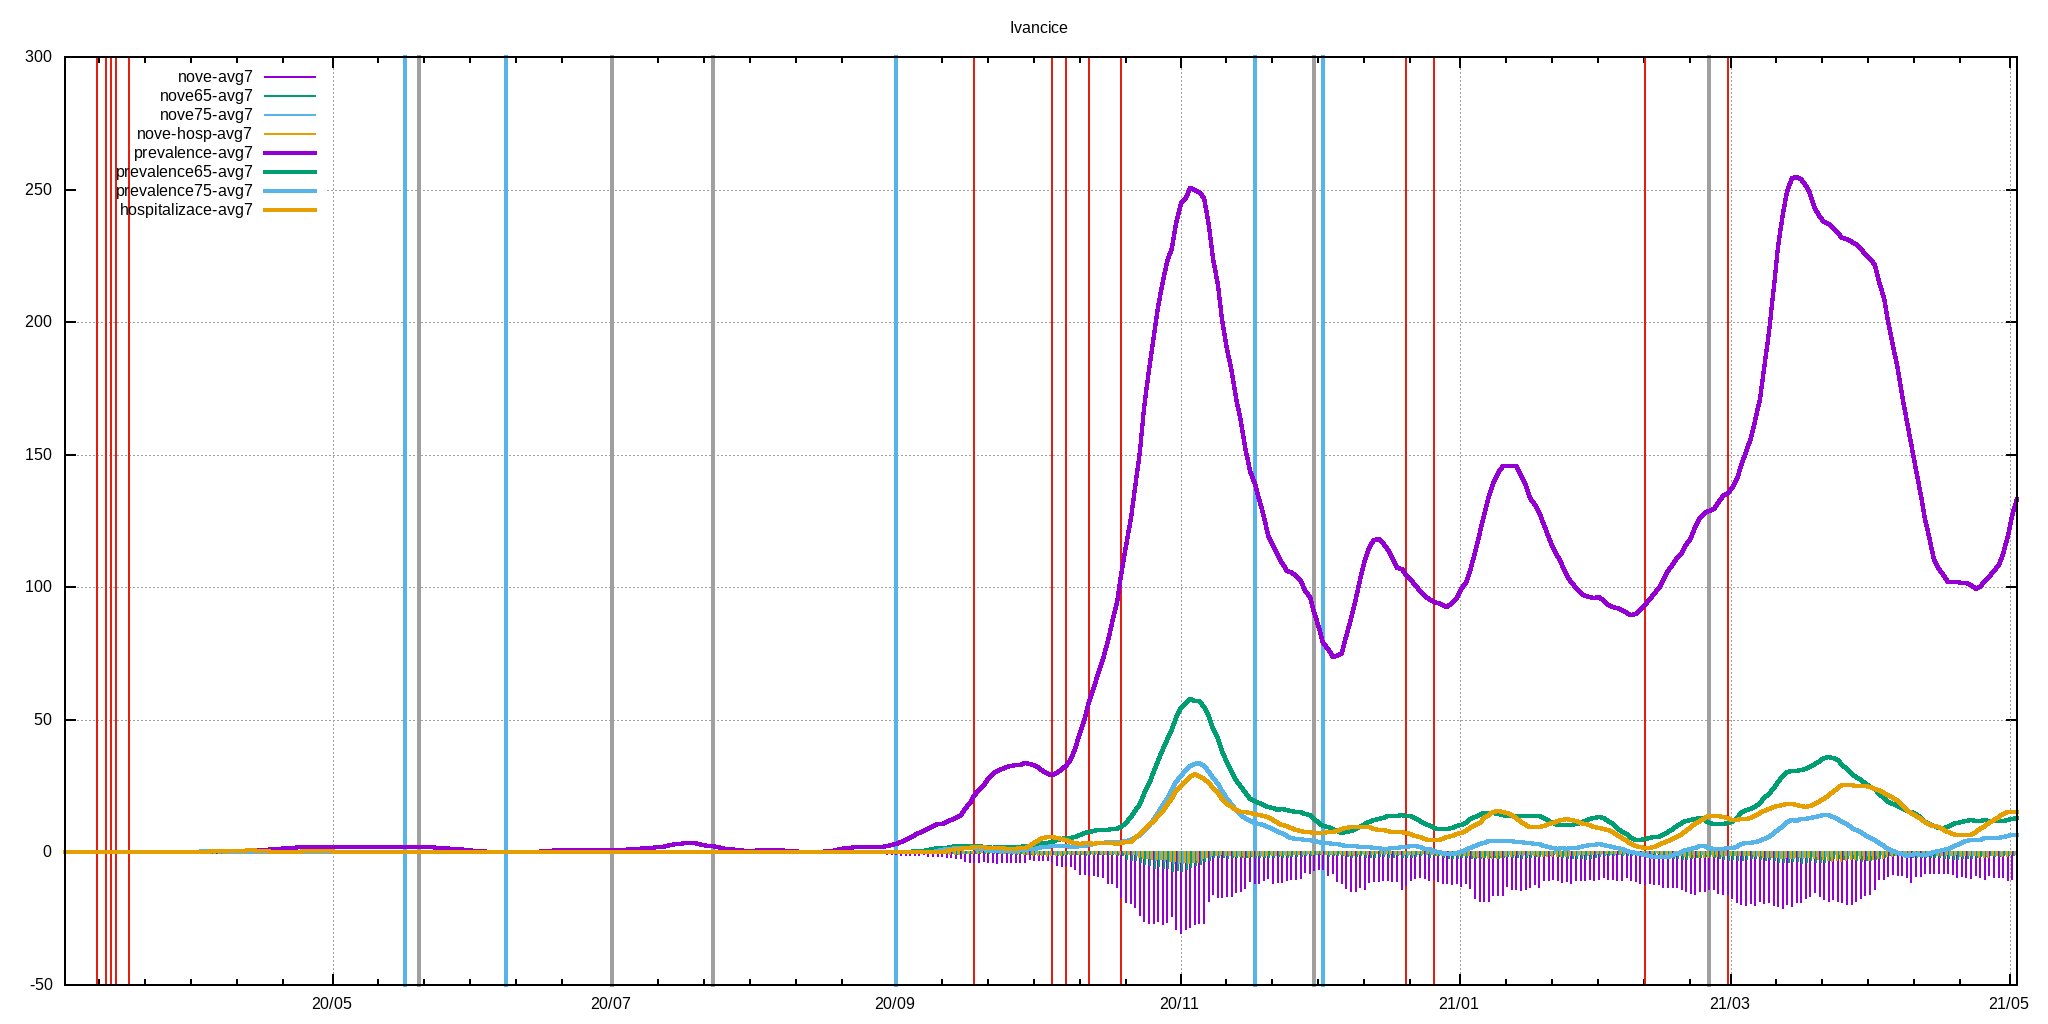 Ivancice
300
250
200
150
100
50
0
-50
nove-avg7
nove65-avg7
nove75-avg7
nove-hosp-avg7
prevalence-avg7
prevalence65-avg7
prevalence75-avg7
hospitalizace-avg7
20/05 20/07 20/09 20/11 21/01 21/03 21/05